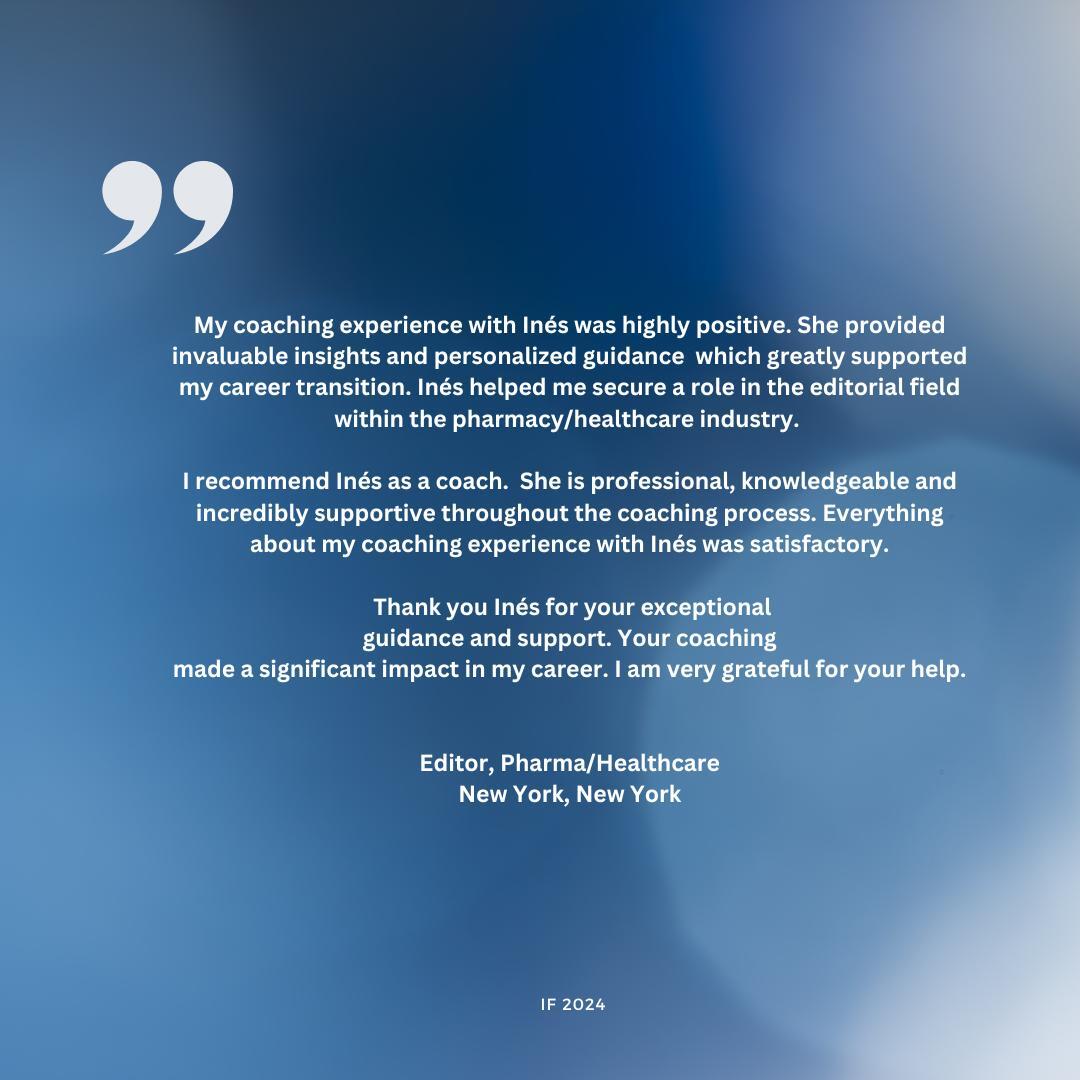 ”
My coaching experience with Inés was highly positive. She provided
invaluable insights and personalized guidance  which greatly supported
my career transition. Inés helped me secure a role in the editorial field
within the pharmacy/healthcare industry.
I recommend Inés as a coach.  She is professional, knowledgeable and
incredibly supportive throughout the coaching process. Everything
about my coaching experience with Inés was satisfactory.
Thank you Inés for your exceptional
guidance and support. Your coaching
made a significant impact in my career. I am very grateful for your help.
Editor, Pharma/Healthcare
New York, New York
IF 2024